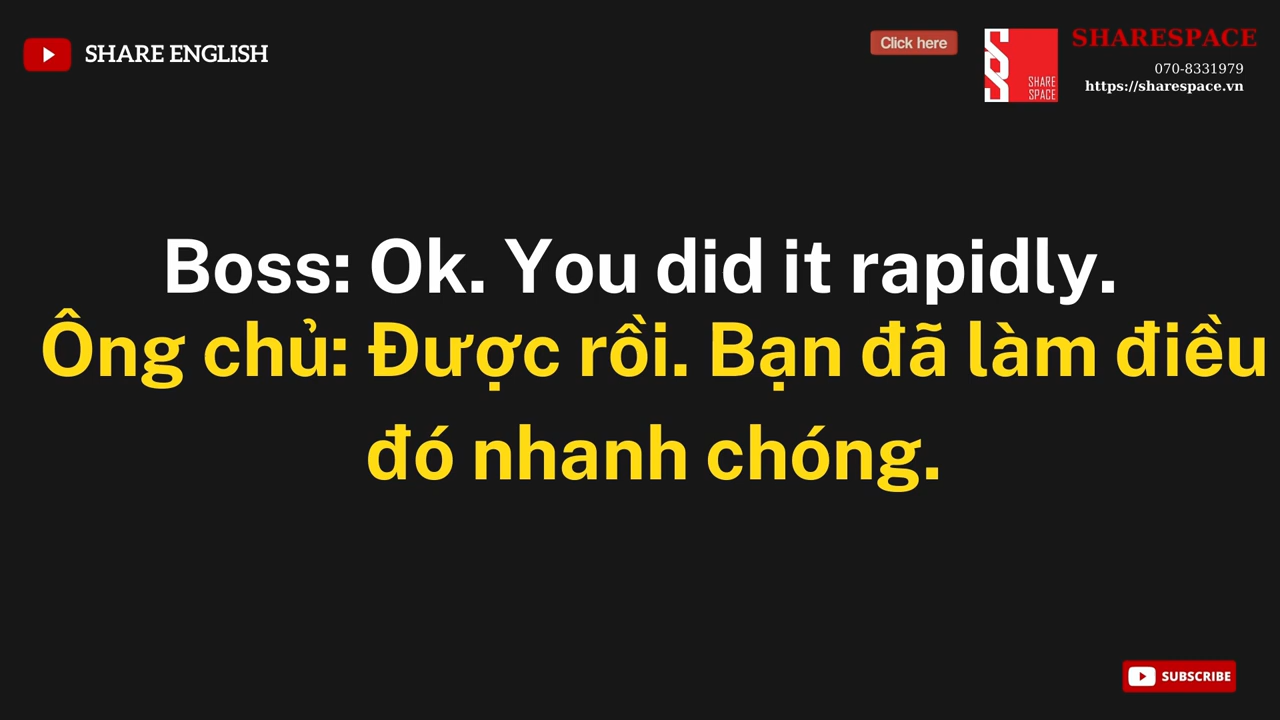 SHARE ENGLISH
Click here
SHARE
SPACE
SHARESPACE
070-8331979
https://sharespace.vn
Boss: Ok. You did it rapidly.
Ông chủ: Được rồi. Bạn đã làm điều
đó nhanh chóng.
SUBSCRIBE